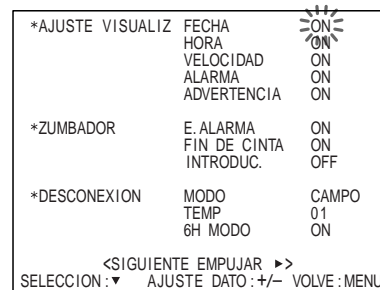 *AJUSTE VISUALIZ FECHA ON
HORA ON
VELOCIDAD ON
ALARMA ON
ADVERTENCIA ON
*ZUMBADOR E. ALARMA ON
FIN DE CINTA ON
INTRODUC. OFF
*DESCONEXION MODO CAMPO
TEMP 01
6H MODO ON
<SIGUIENTE EMPUJAR ►>
SELECCION : ▼ AJUSTE DATO : +/− VOLVE : MENU